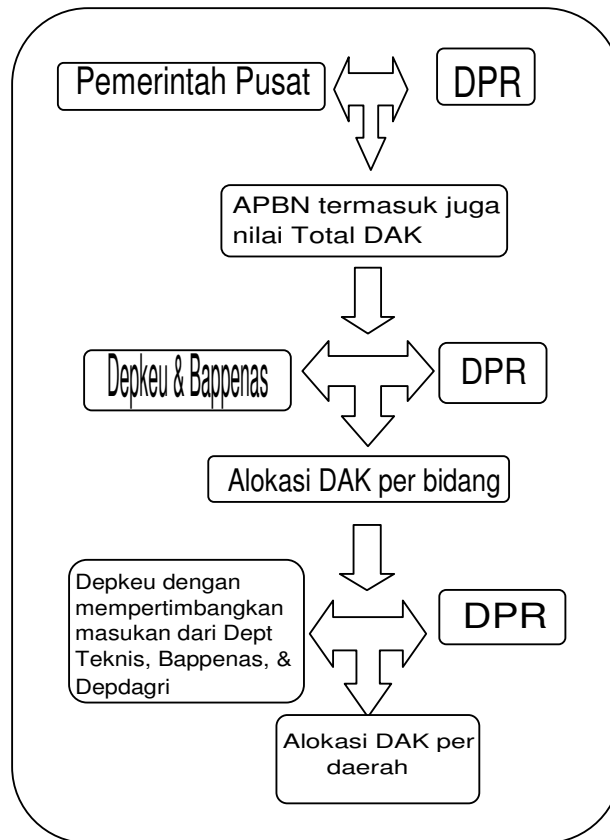 Pemerintah Pusat
DPR
APBN termasuk juga
nilai Total DAK
Depkeu & Bappenas
DPR
Alokasi DAK per bidang
Depkeu dengan
mempertimbangkan
masukan dari Dept
Teknis, Bappenas, &
Depdagri
DPR
Alokasi DAK per
daerah